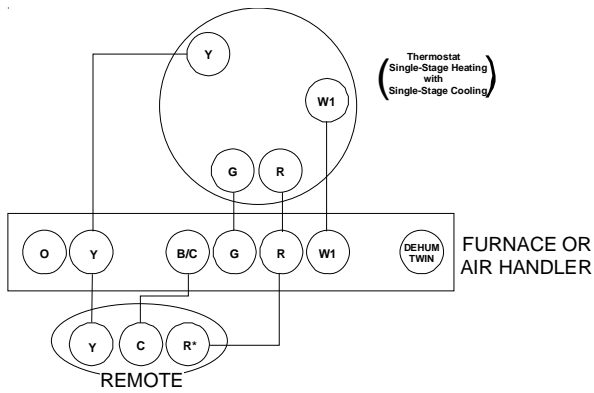 Y
Thermostat
Single-Stage Heating
with
Single-Stage Cooling
W1
G R
O Y B/C G R W1 DEHUM TWIN
FURNACE OR
AIR HANDLER
Y C R*
REMOTE